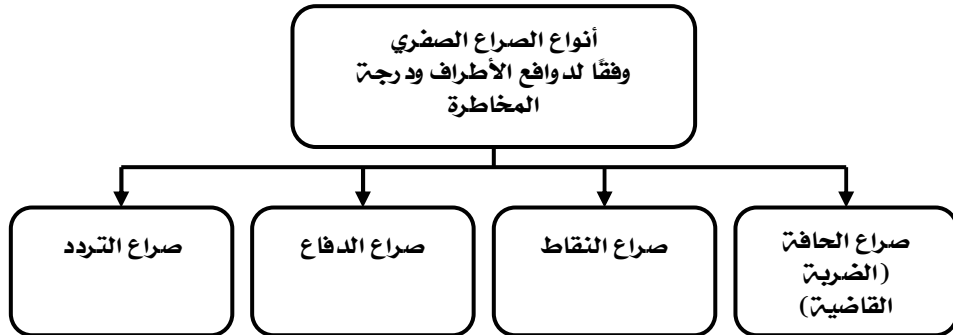 أنواع الصراع الصفري
وفقًا لدوافع الأطراف ودرجة
المخاطرة
صراع الحافة
(الضربة
القاضية)
صراع النقاط
صراع الدفاع
صراع التردد